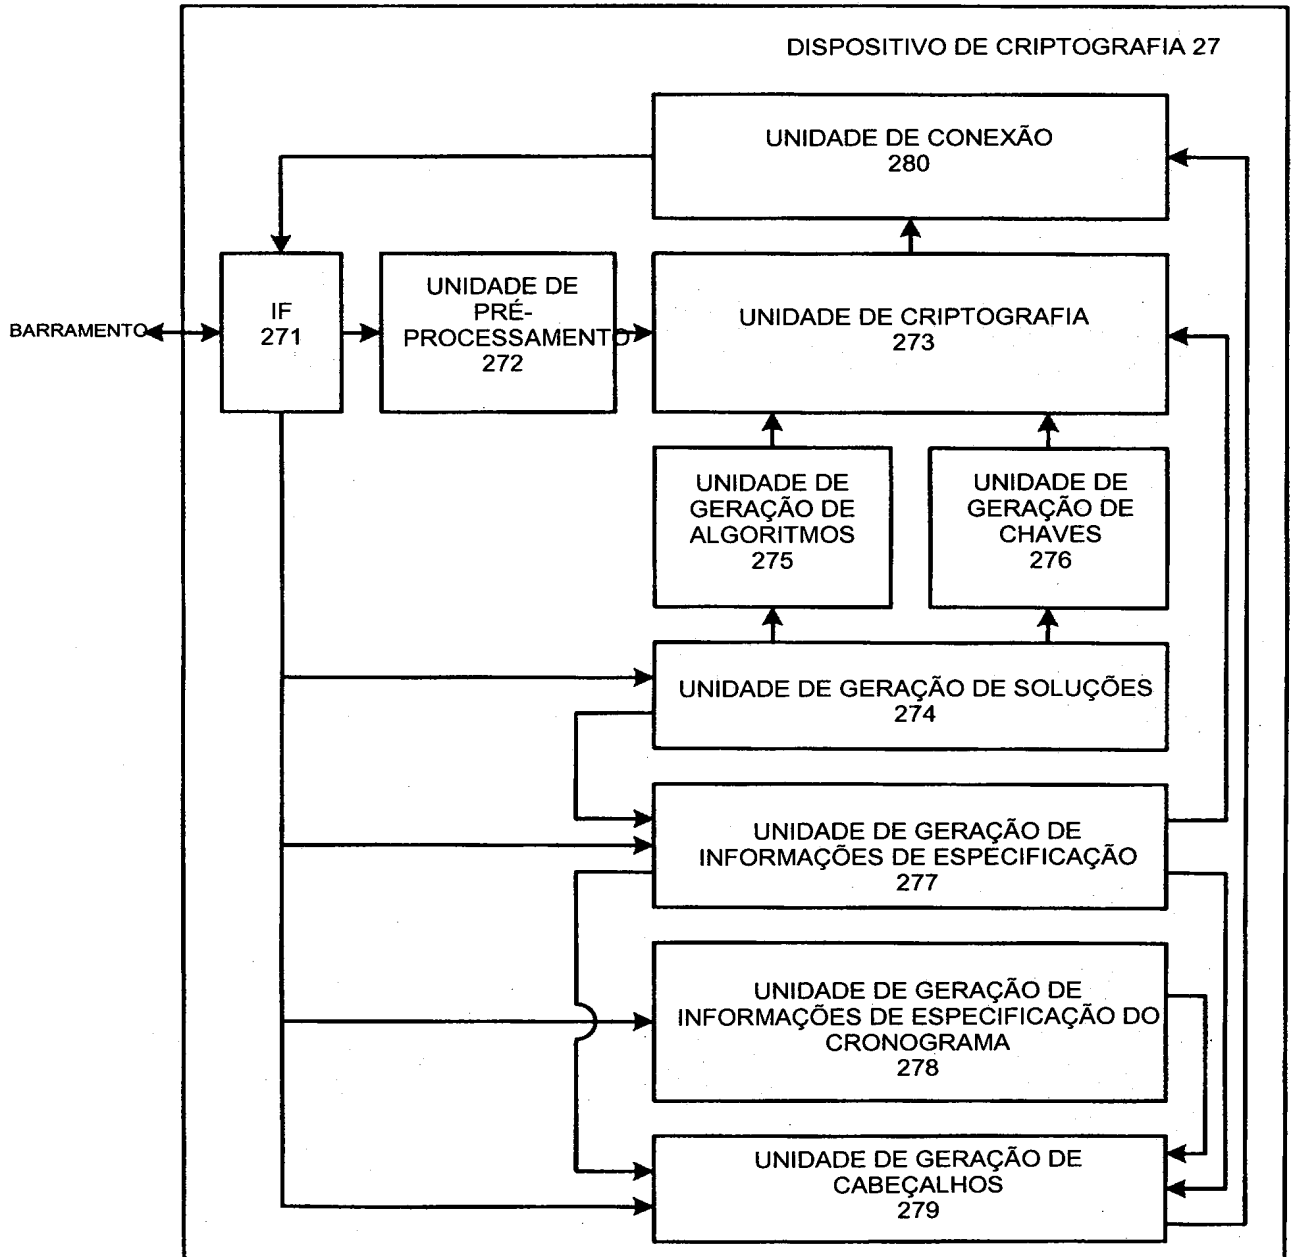 DISPOSITIVO DE CRIPTOGRAFIA 27
UNIDADE DE CONEXÃO
280
BARRAMENTO
IF
271
UNIDADE DE
PRÉ-
PROCESSAMENTO
272
UNIDADE DE CRIPTOGRAFIA
273
UNIDADE DE
GERAÇÃO DE
ALGORITMOS
275
UNIDADE DE
GERAÇÃO DE
CHAVES
276
UNIDADE DE GERAÇÃO DE SOLUÇÕES
274
UNIDADE DE GERAÇÃO DE
INFORMAÇÕES DE ESPECIFICAÇÃO
277
UNIDADE DE GERAÇÃO DE
INFORMAÇÕES DE ESPECIFICAÇÃO DO
CRONOGRAMA
278
UNIDADE DE GERAÇÃO DE
CABEÇALHOS
279